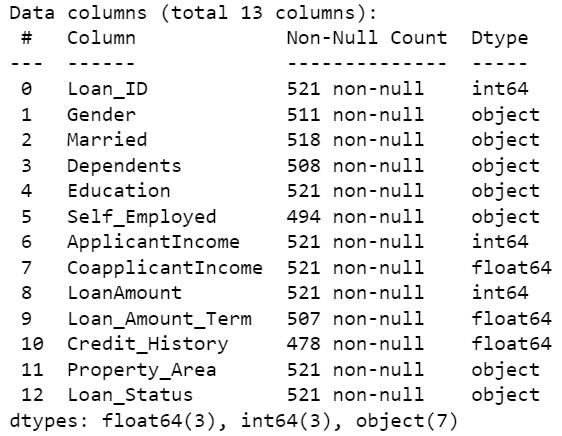 Data columns (total 13 columns):
 #   Column             Non-Null Count  Dtype
---  ------             --------------  -----
 0   Loan_ID            521 non-null    int64
 1   Gender             511 non-null    object
 2   Married            518 non-null    object
 3   Dependents         508 non-null    object
 4   Education          521 non-null    object
 5   Self_Employed      494 non-null    object
 6   ApplicantIncome    521 non-null    int64
 7   CoapplicantIncome  521 non-null    float64
 8   LoanAmount         521 non-null    int64
 9   Loan_Amount_Term   507 non-null    float64
 10  Credit_History     478 non-null    float64
 11  Property_Area      521 non-null    object
 12  Loan_Status        521 non-null    object
dtypes: float64(3), int64(3), object(7)